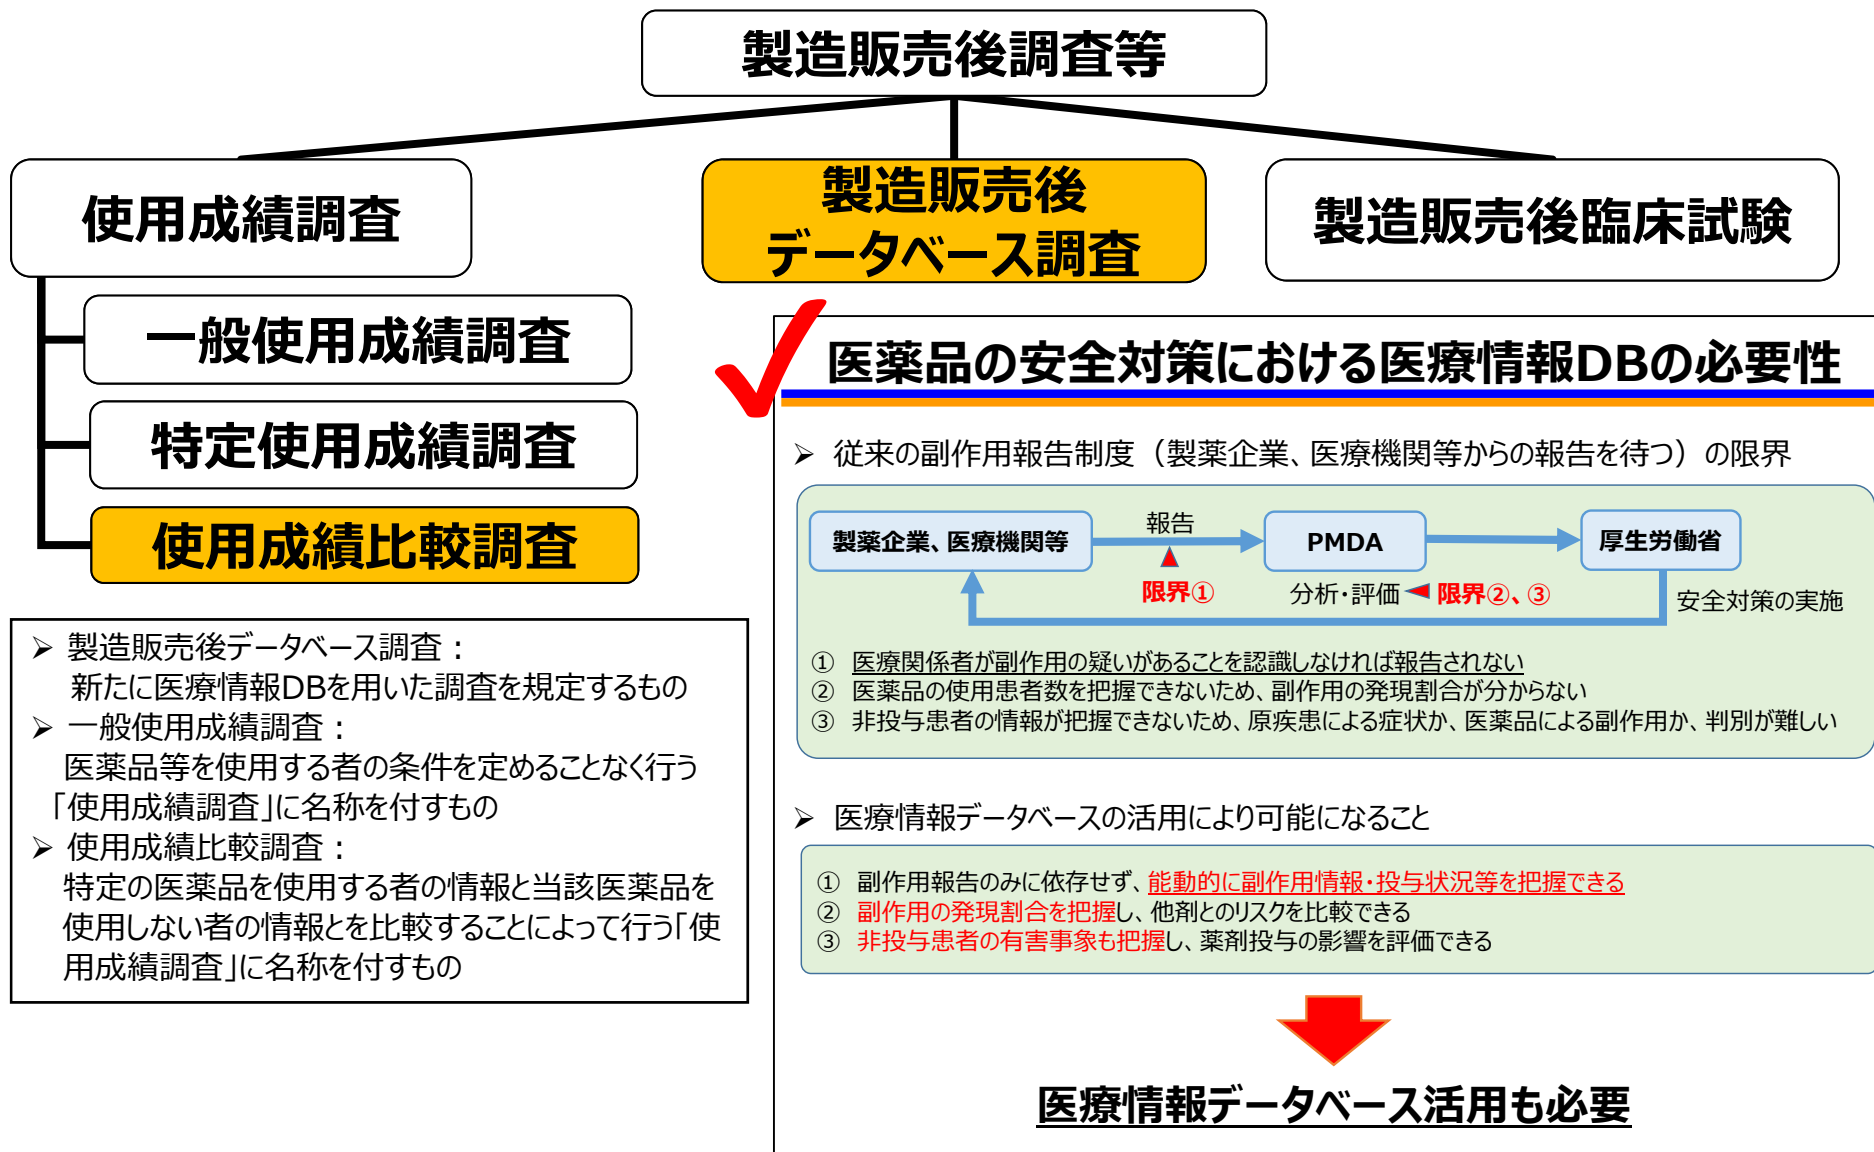 製造販売後調査等
使用成績調査
製造販売後
データベース調査
製造販売後臨床試験
一般使用成績調査
特定使用成績調査
使用成績比較調査
➢ 製造販売後データベース調査：
新たに医療情報DBを用いた調査を規定するもの
➢ 一般使用成績調査：
医薬品等を使用する者の条件を定めることなく行う
「使用成績調査」に名称を付すもの
➢ 使用成績比較調査：
特定の医薬品を使用する者の情報と当該医薬品を
使用しない者の情報とを比較することによって行う「使
用成績調査」に名称を付すもの
医薬品の安全対策における医療情報DBの必要性
➢ 従来の副作用報告制度（製薬企業、医療機関等からの報告を待つ）の限界
製薬企業、医療機関等
報告
PMDA
厚生労働省
限界①
分析・評価
限界②、③
安全対策の実施
① 医療関係者が副作用の疑いがあることを認識しなければ報告されない
② 医薬品の使用患者数を把握できないため、副作用の発現割合が分からない
③ 非投与患者の情報が把握できないため、原疾患による症状か、医薬品による副作用か、判別が難しい
➢ 医療情報データベースの活用により可能になること
① 副作用報告のみに依存せず、能動的に副作用情報・投与状況等を把握できる
② 副作用の発現割合を把握し、他剤とのリスクを比較できる
③ 非投与患者の有害事象も把握し、薬剤投与の影響を評価できる
医療情報データベース活用も必要